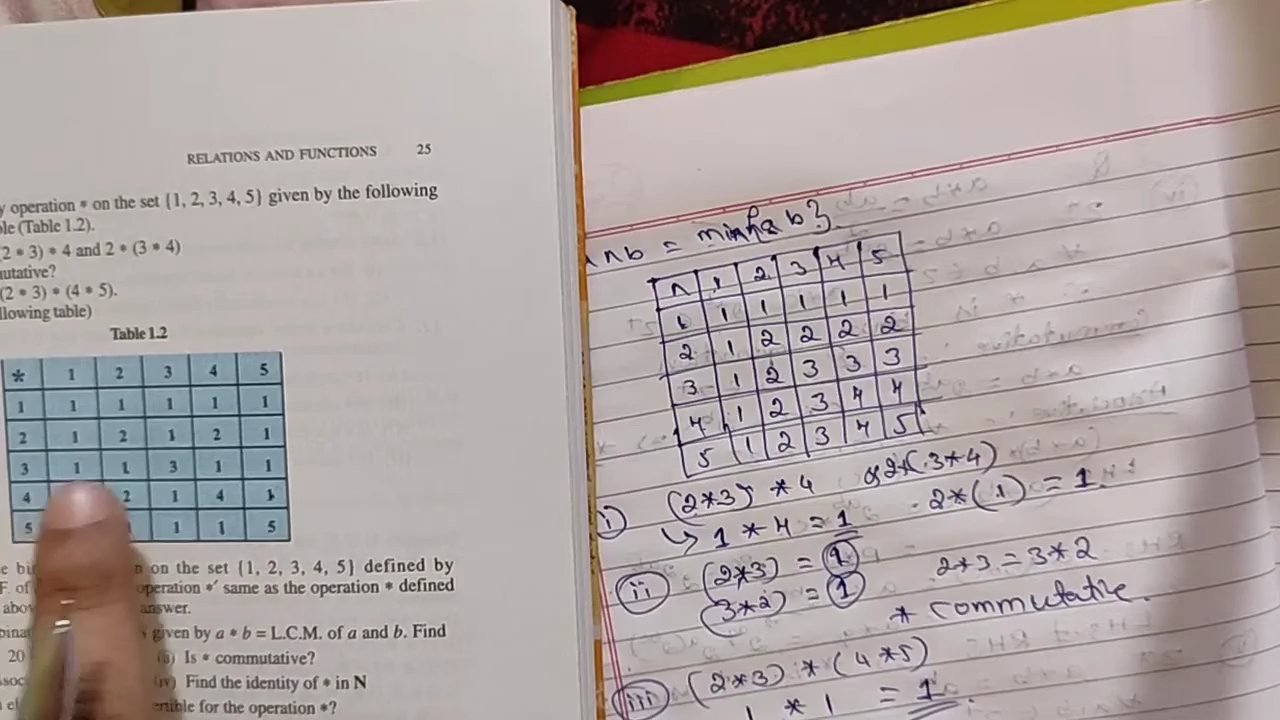 RELATIONS AND FUNCTIONS 25
operation * on the set {1, 2, 3, 4, 5} given by the following
(Table 1.2).
(2 * 3) * 4 and 2 * (3 * 4)
(2 * 3) * (4 * 5).
table)
Table 1.2
* 1 2 3 4 5
1 1 1 1 1 1
2 1 2 1 2 1
3 1 1 3 1 1
4 2 1 4 1
5 1 1 5
on the set {1, 2, 3, 4, 5} defined by
operation *′ same as the operation * defined
answer.
given by a * b = L.C.M. of a and b. Find
20 Is * commutative?
(iv) Find the identity of * in N
for the operation *?
∧ b = min{a b}
∧ 1 2 3 4 5
1 1 1 1 1 1
2 1 2 2 2 2
3 1 2 3 3 3
4 1 2 3 4 4
5 1 2 3 4 5
i) (2*3) * 4 & 2*(3*4)
↳ 1 * 4 = 1 2*(1) = 1
ii (2*3) = 1 2*3 = 3*2
(3*2) = 1 * commutative.
iii) (2*3) * (4*5)
1 * 1 = 1.